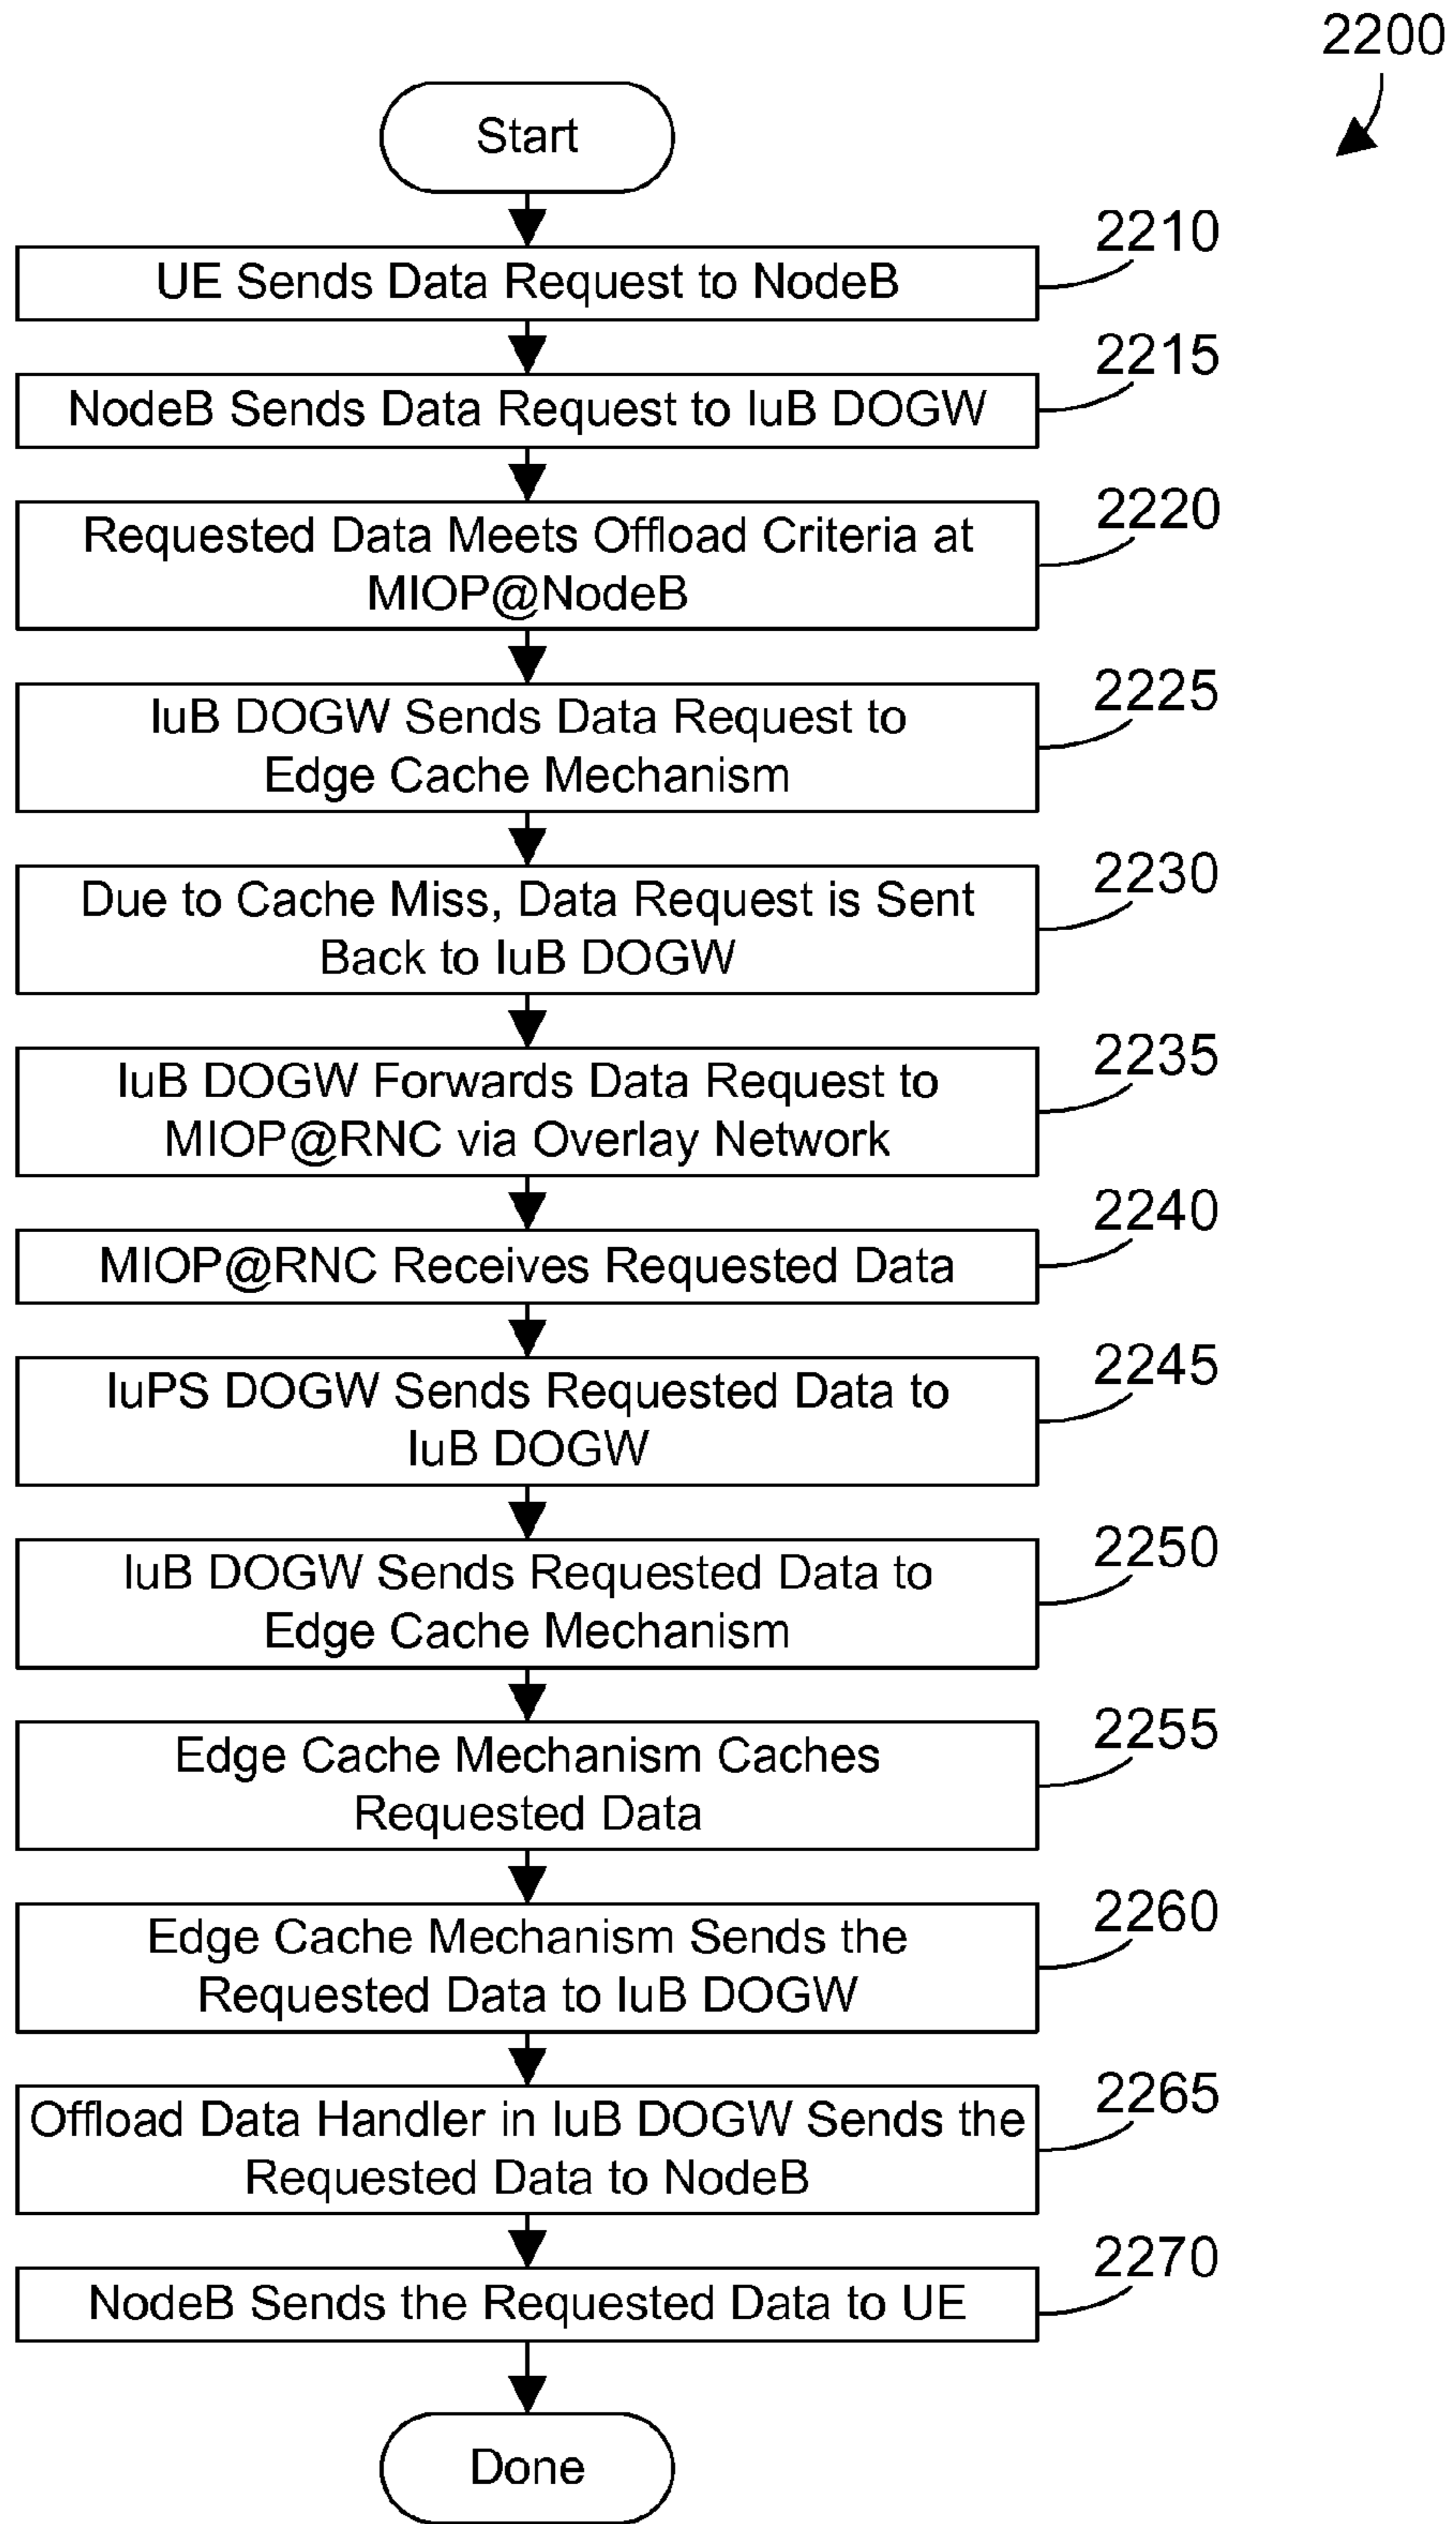 2200
Start
2210
UE Sends Data Request to NodeB
2215
NodeB Sends Data Request to IuB DOGW
2220
Requested Data Meets Offload Criteria at
MIOP@NodeB
2225
IuB DOGW Sends Data Request to
Edge Cache Mechanism
2230
Due to Cache Miss, Data Request is Sent
Back to IuB DOGW
2235
IuB DOGW Forwards Data Request to
MIOP@RNC via Overlay Network
2240
MIOP@RNC Receives Requested Data
2245
IuPS DOGW Sends Requested Data to
IuB DOGW
2250
IuB DOGW Sends Requested Data to
Edge Cache Mechanism
2255
Edge Cache Mechanism Caches
Requested Data
2260
Edge Cache Mechanism Sends the
Requested Data to IuB DOGW
2265
Offload Data Handler in IuB DOGW Sends the
Requested Data to NodeB
2270
NodeB Sends the Requested Data to UE
Done